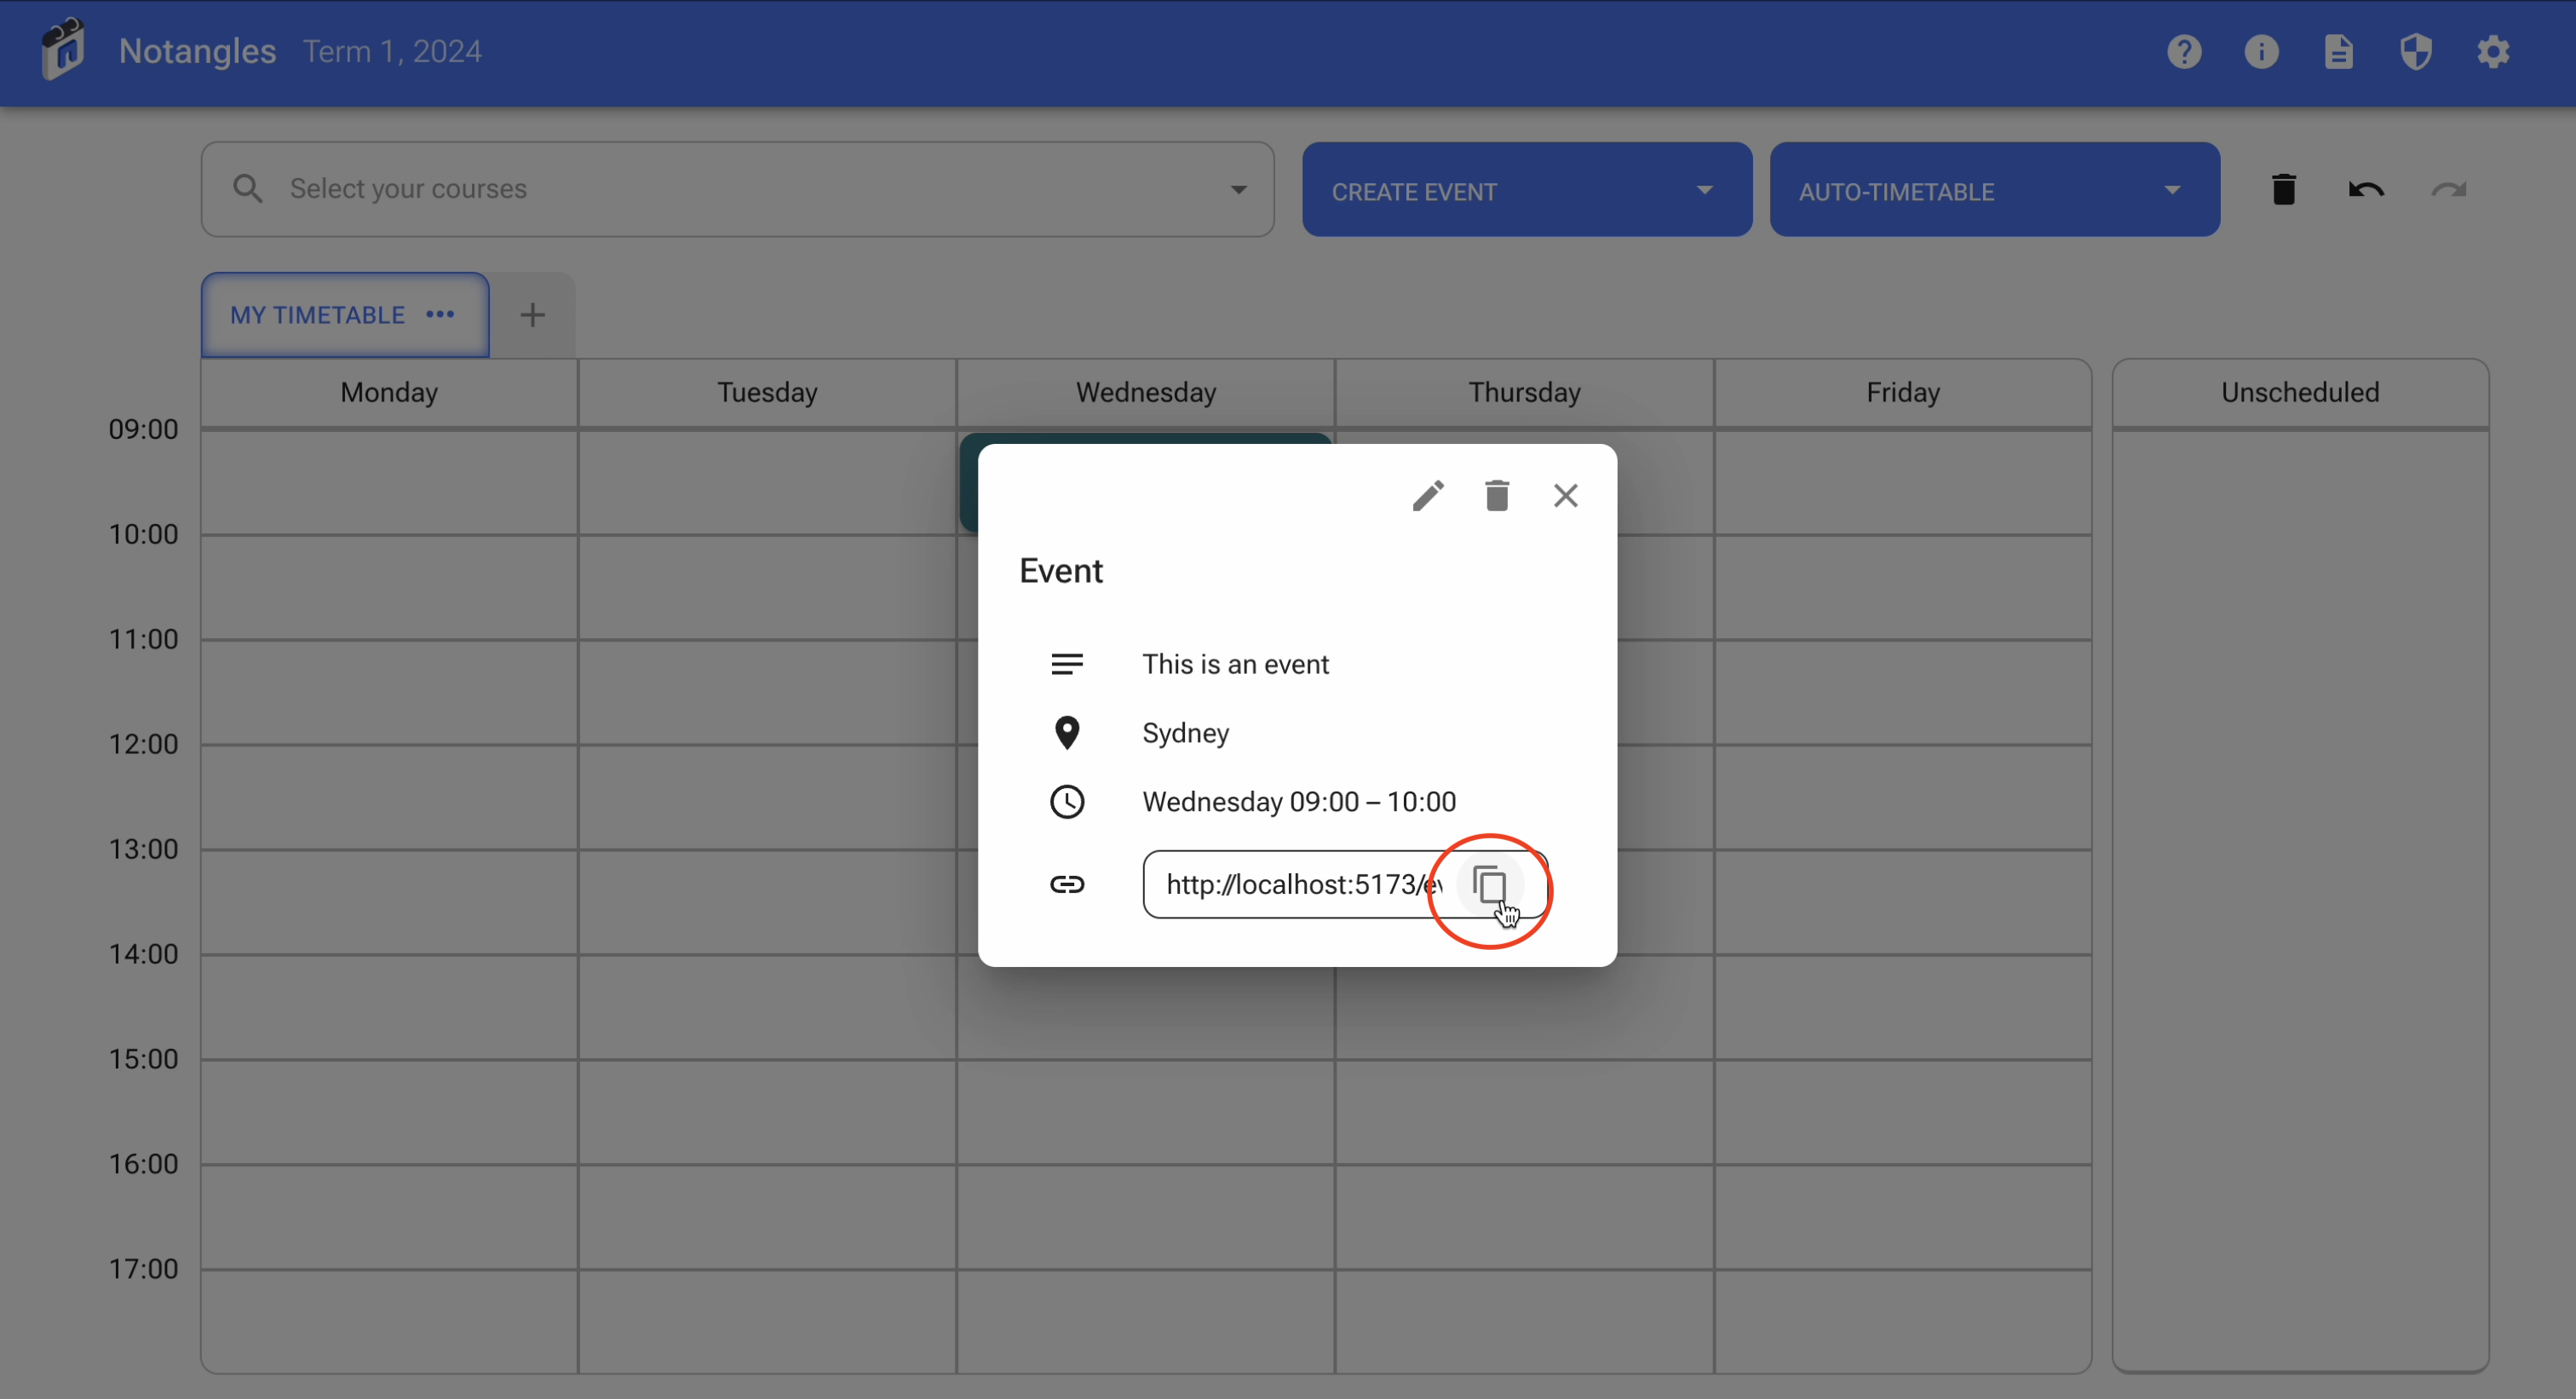 Notangles Term 1, 2024
Select your courses
CREATE EVENT
AUTO-TIMETABLE
MY TIMETABLE
Monday Tuesday Wednesday Thursday Friday Unscheduled
09:00
10:00
11:00
12:00
13:00
14:00
15:00
16:00
17:00
Event
This is an event
Sydney
Wednesday 09:00 – 10:00
http://localhost:5173/ev